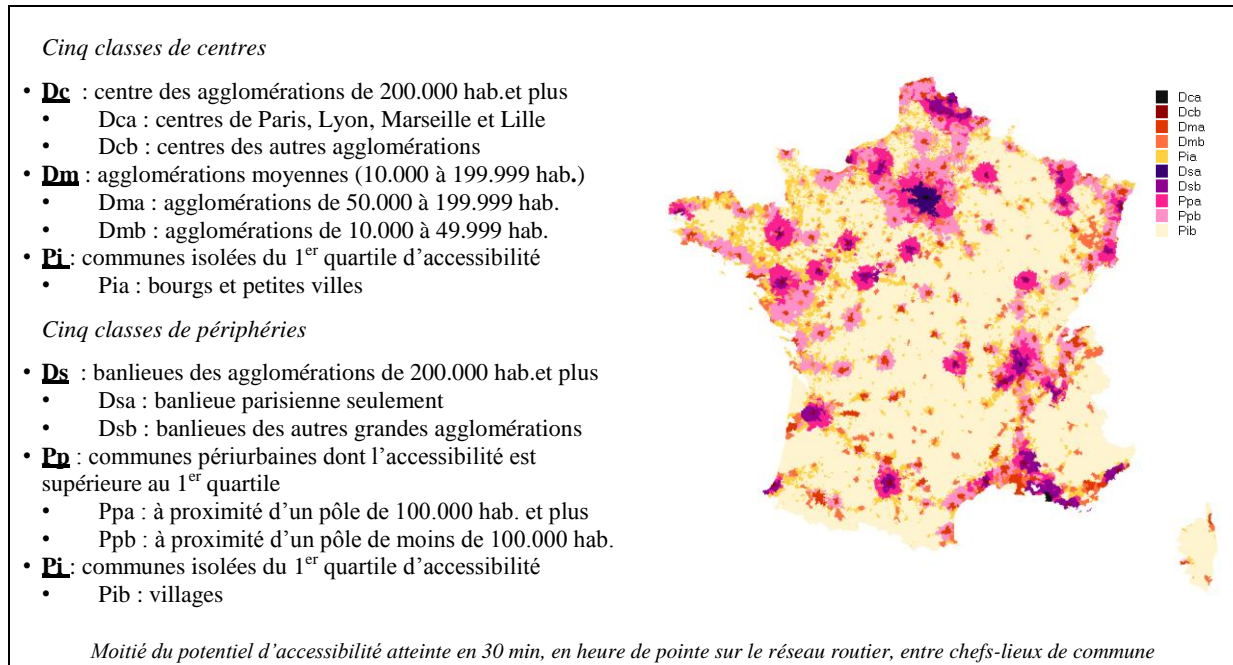 Cinq classes de centres
• Dc : centre des agglomérations de 200.000 hab.et plus
• Dca : centres de Paris, Lyon, Marseille et Lille
• Dcb : centres des autres agglomérations
• Dm : agglomérations moyennes (10.000 à 199.999 hab.)
• Dma : agglomérations de 50.000 à 199.999 hab.
• Dmb : agglomérations de 10.000 à 49.999 hab.
• Pi : communes isolées du 1er quartile d’accessibilité
• Pia : bourgs et petites villes
Cinq classes de périphéries
• Ds : banlieues des agglomérations de 200.000 hab.et plus
• Dsa : banlieue parisienne seulement
• Dsb : banlieues des autres grandes agglomérations
• Pp : communes périurbaines dont l’accessibilité est
supérieure au 1er quartile
• Ppa : à proximité d’un pôle de 100.000 hab. et plus
• Ppb : à proximité d’un pôle de moins de 100.000 hab.
• Pi : communes isolées du 1er quartile d’accessibilité
• Pib : villages
Dca
Dcb
Dma
Dmb
Pia
Dsa
Dsb
Ppa
Ppb
Pib
Moitié du potentiel d’accessibilité atteinte en 30 min, en heure de pointe sur le réseau routier, entre chefs-lieux de commune